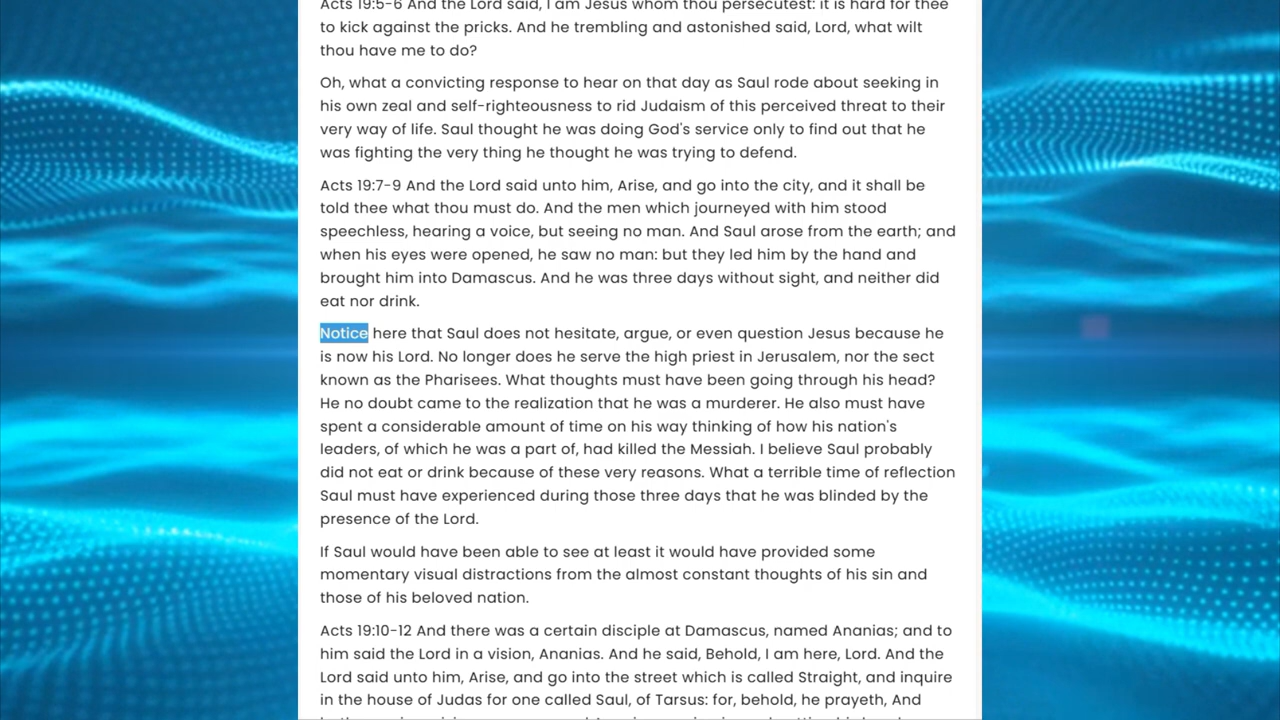 Acts 19:5-6 And the Lord said, I am Jesus whom thou persecutest: it is hard for thee
to kick against the pricks. And he trembling and astonished said, Lord, what wilt
thou have me to do?
Oh, what a convicting response to hear on that day as Saul rode about seeking in
his own zeal and self-righteousness to rid Judaism of this perceived threat to their
very way of life. Saul thought he was doing God's service only to find out that he
was fighting the very thing he thought he was trying to defend.
Acts 19:7-9 And the Lord said unto him, Arise, and go into the city, and it shall be
told thee what thou must do. And the men which journeyed with him stood
speechless, hearing a voice, but seeing no man. And Saul arose from the earth; and
when his eyes were opened, he saw no man: but they led him by the hand and
brought him into Damascus. And he was three days without sight, and neither did
eat nor drink.
Notice here that Saul does not hesitate, argue, or even question Jesus because he
is now his Lord. No longer does he serve the high priest in Jerusalem, nor the sect
known as the Pharisees. What thoughts must have been going through his head?
He no doubt came to the realization that he was a murderer. He also must have
spent a considerable amount of time on his way thinking of how his nation's
leaders, of which he was a part of, had killed the Messiah. I believe Saul probably
did not eat or drink because of these very reasons. What a terrible time of reflection
Saul must have experienced during those three days that he was blinded by the
presence of the Lord.
If Saul would have been able to see at least it would have provided some
momentary visual distractions from the almost constant thoughts of his sin and
those of his beloved nation.
Acts 19:10-12 And there was a certain disciple at Damascus, named Ananias; and to
him said the Lord in a vision, Ananias. And he said, Behold, I am here, Lord. And the
Lord said unto him, Arise, and go into the street which is called Straight, and inquire
in the house of Judas for one called Saul, of Tarsus: for, behold, he prayeth, And